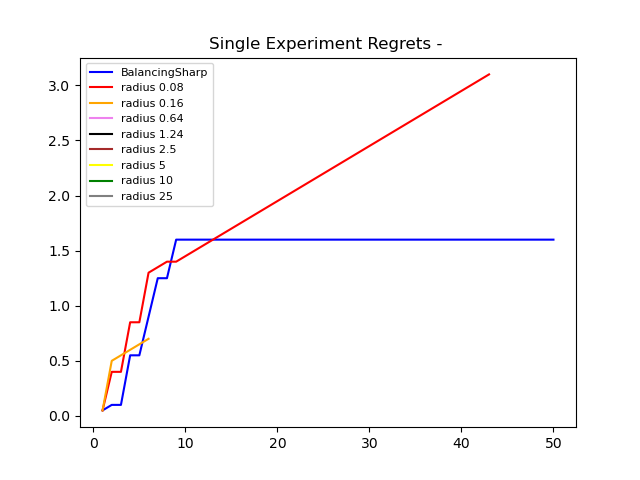 Single Experiment Regrets -
BalancingSharp
radius 0.08
radius 0.16
radius 0.64
radius 1.24
radius 2.5
radius 5
radius 10
radius 25
3.0
2.5
2.0
1.5
1.0
0.5
0.0
0 10 20 30 40 50